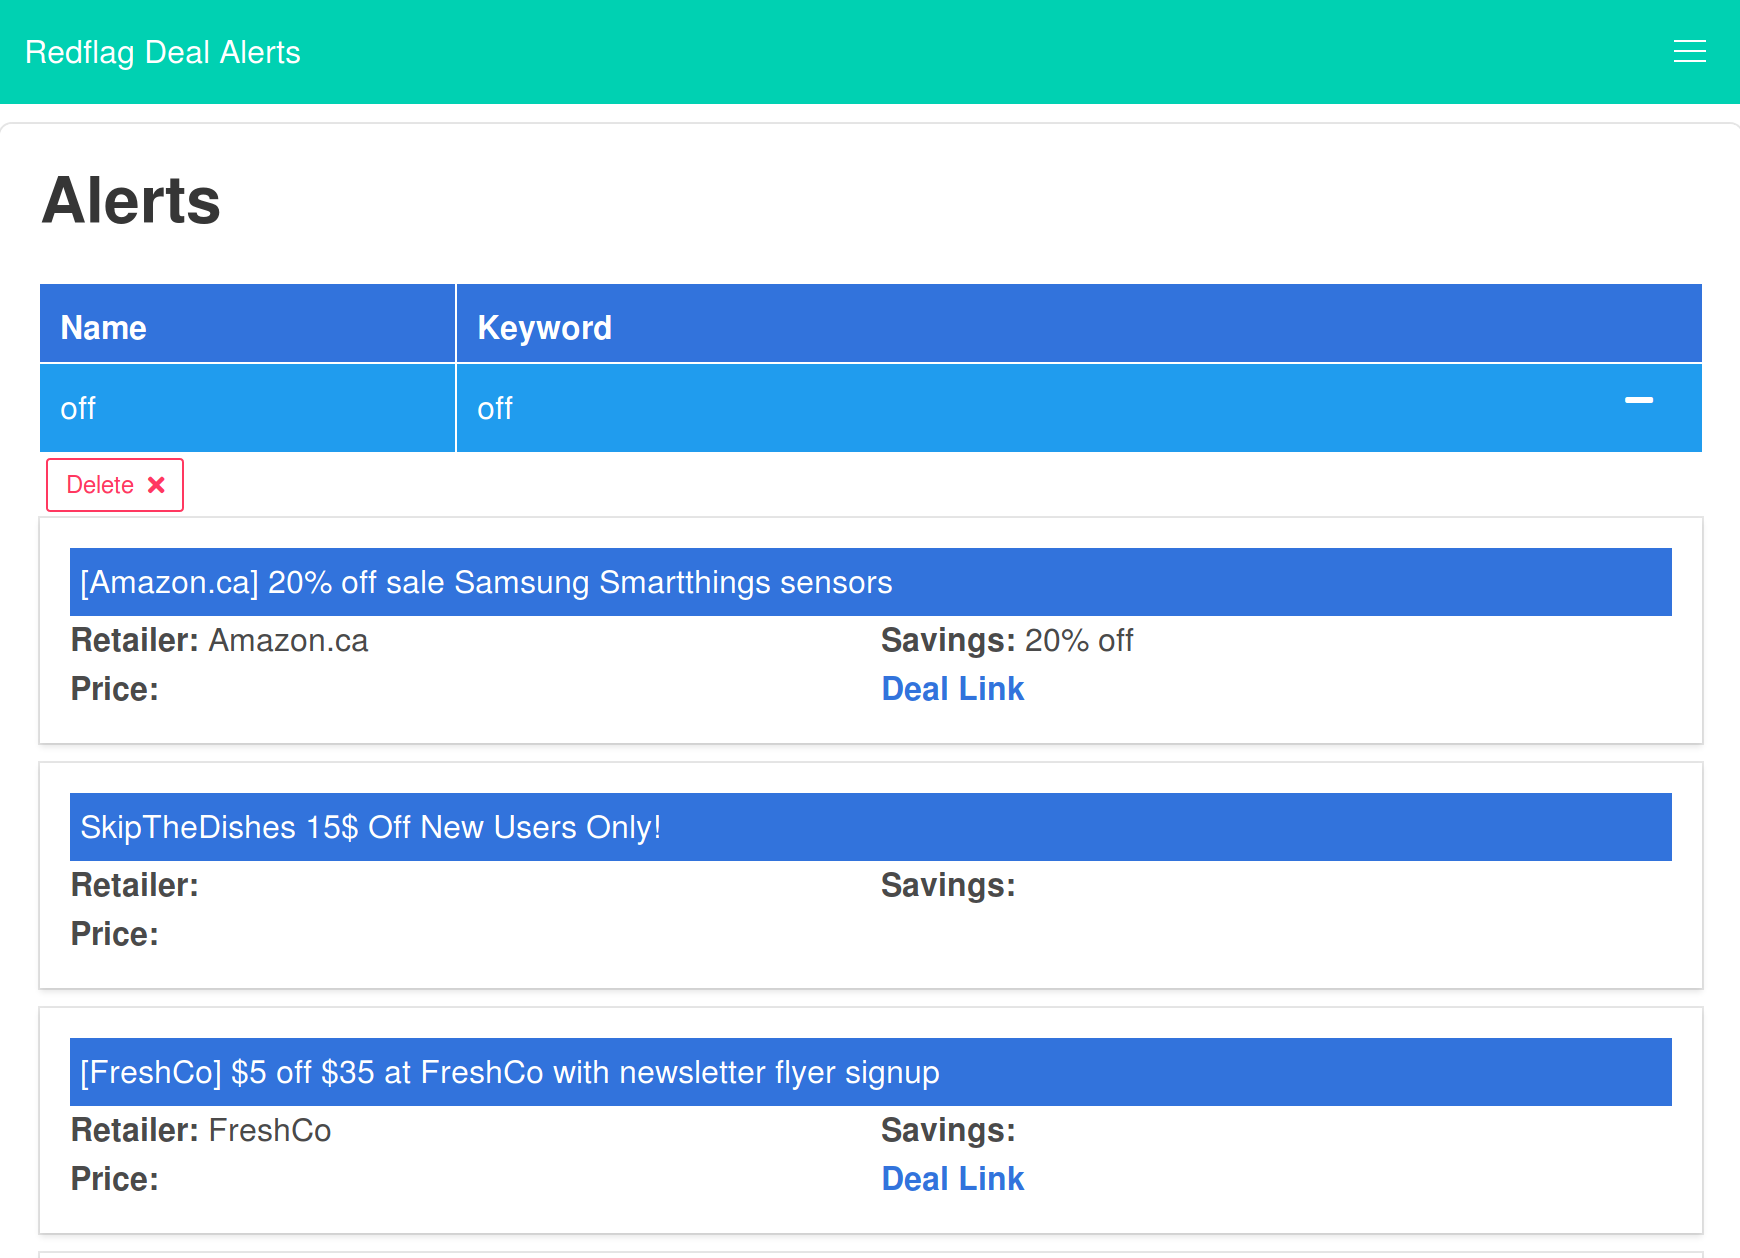 Redflag Deal Alerts
Alerts
Name Keyword
off off
Delete
[Amazon.ca] 20% off sale Samsung Smartthings sensors
Retailer: Amazon.ca Savings: 20% off
Price: Deal Link
SkipTheDishes 15$ Off New Users Only!
Retailer: Savings:
Price:
[FreshCo] $5 off $35 at FreshCo with newsletter flyer signup
Retailer: FreshCo Savings:
Price: Deal Link